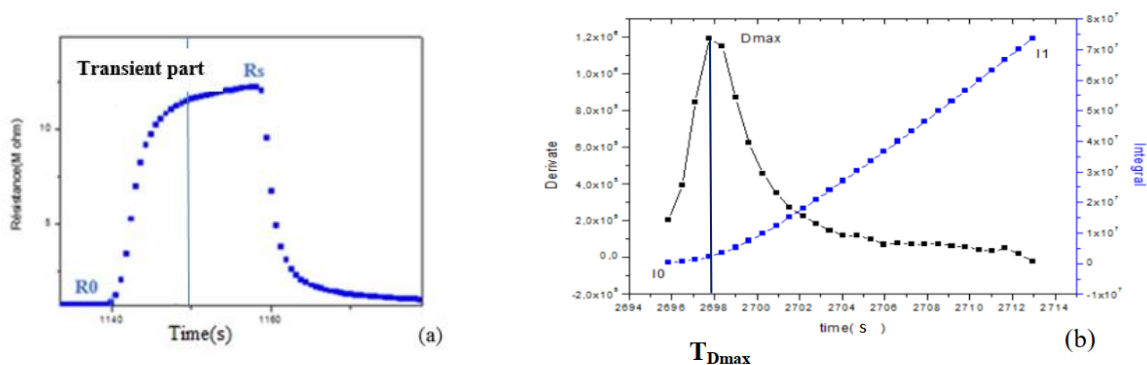 Transient part
Rs
10
5
Résistance(M ohm)
R0
1140
1160
Time(s)
(a)
1,2x10⁶
1,0x10⁶
8,0x10⁵
6,0x10⁵
4,0x10⁵
2,0x10⁵
0,0
-2,0x10⁵
Derivate
Dmax
I0
I1
8x10⁷
7x10⁷
6x10⁷
5x10⁷
4x10⁷
3x10⁷
2x10⁷
1x10⁷
0
-1x10⁷
Integral
2694 2696 2698 2700 2702 2704 2706 2708 2710 2712 2714
time( s )
T_Dmax
(b)